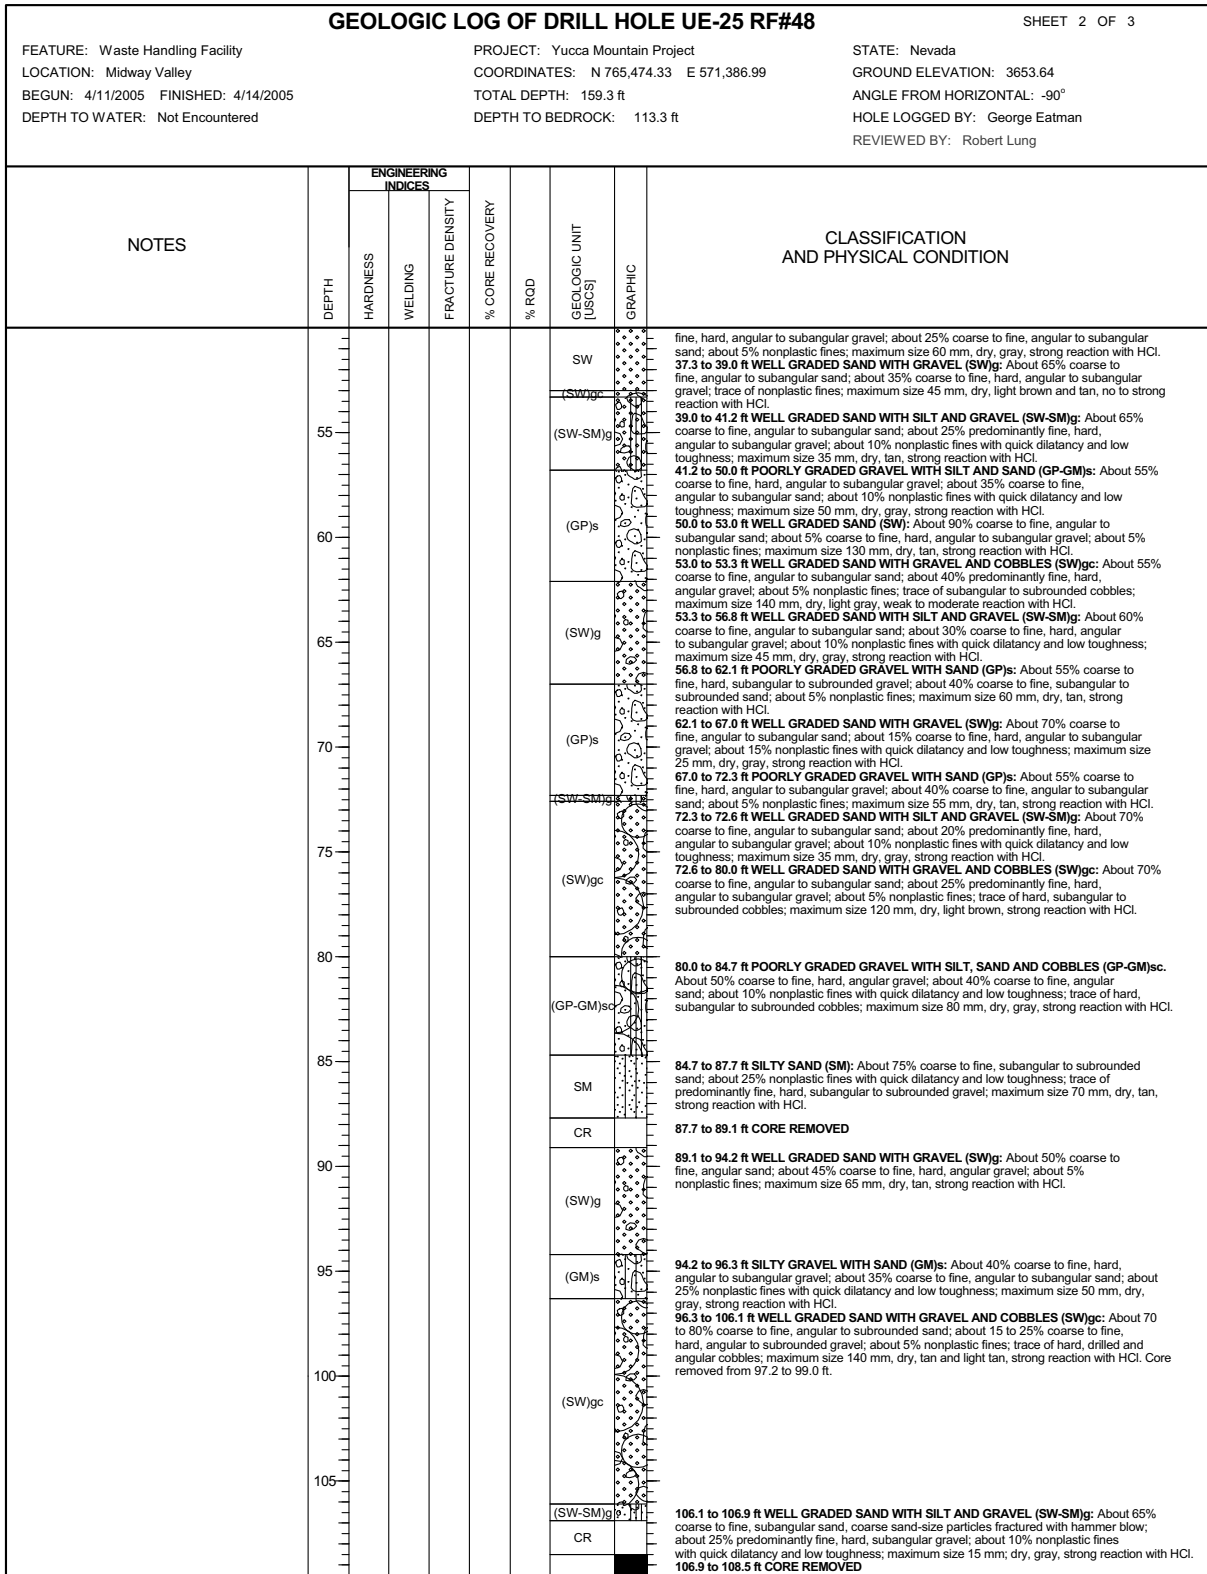 GEOLOGIC LOG OF DRILL HOLE UE-25 RF#48
SHEET 2 OF 3
FEATURE: Waste Handling Facility
PROJECT: Yucca Mountain Project
STATE: Nevada
LOCATION: Midway Valley
COORDINATES: N 765,474.33 E 571,386.99
GROUND ELEVATION: 3653.64
BEGUN: 4/11/2005 FINISHED: 4/14/2005
TOTAL DEPTH: 159.3 ft
ANGLE FROM HORIZONTAL: -90°
DEPTH TO WATER: Not Encountered
DEPTH TO BEDROCK: 113.3 ft
HOLE LOGGED BY: George Eatman
REVIEWED BY: Robert Lung
NOTES
DEPTH
ENGINEERING
INDICES
HARDNESS
WELDING
FRACTURE DENSITY
% CORE RECOVERY
% RQD
GEOLOGIC UNIT
[USCS]
GRAPHIC
CLASSIFICATION
AND PHYSICAL CONDITION
55
60
65
70
75
80
85
90
95
100
105
SW
(SW)gc
(SW-SM)g
(GP)s
(SW)g
(GP)s
(SW-SM)g
(SW)gc
(GP-GM)sc
SM
CR
(SW)g
(GM)s
(SW)gc
(SW-SM)g
CR
fine, hard, angular to subangular gravel; about 25% coarse to fine, angular to subangular
sand; about 5% nonplastic fines; maximum size 60 mm, dry, gray, strong reaction with HCl.
37.3 to 39.0 ft WELL GRADED SAND WITH GRAVEL (SW)g: About 65% coarse to
fine, angular to subangular sand; about 35% coarse to fine, hard, angular to subangular
gravel; trace of nonplastic fines; maximum size 45 mm, dry, light brown and tan, no to strong
reaction with HCl.
39.0 to 41.2 ft WELL GRADED SAND WITH SILT AND GRAVEL (SW-SM)g: About 65%
coarse to fine, angular to subangular sand; about 25% predominantly fine, hard,
angular to subangular gravel; about 10% nonplastic fines with quick dilatancy and low
toughness; maximum size 35 mm, dry, tan, strong reaction with HCl.
41.2 to 50.0 ft POORLY GRADED GRAVEL WITH SILT AND SAND (GP-GM)s: About 55%
coarse to fine, hard, angular to subangular gravel; about 35% coarse to fine,
angular to subangular sand; about 10% nonplastic fines with quick dilatancy and low
toughness; maximum size 50 mm, dry, gray, strong reaction with HCl.
50.0 to 53.0 ft WELL GRADED SAND (SW): About 90% coarse to fine, angular to
subangular sand; about 5% coarse to fine, hard, angular to subangular gravel; about 5%
nonplastic fines; maximum size 130 mm, dry, tan, strong reaction with HCl.
53.0 to 53.3 ft WELL GRADED SAND WITH GRAVEL AND COBBLES (SW)gc: About 55%
coarse to fine, angular to subangular sand; about 40% predominantly fine, hard,
angular gravel; about 5% nonplastic fines; trace of subangular to subrounded cobbles;
maximum size 140 mm, dry, light gray, weak to moderate reaction with HCl.
53.3 to 56.8 ft WELL GRADED SAND WITH SILT AND GRAVEL (SW-SM)g: About 60%
coarse to fine, angular to subangular sand; about 30% coarse to fine, hard, angular
to subangular gravel; about 10% nonplastic fines with quick dilatancy and low toughness;
maximum size 45 mm, dry, gray, strong reaction with HCl.
56.8 to 62.1 ft POORLY GRADED GRAVEL WITH SAND (GP)s: About 55% coarse to
fine, hard, subangular to subrounded gravel; about 40% coarse to fine, subangular to
subrounded sand; about 5% nonplastic fines; maximum size 60 mm, dry, tan, strong
reaction with HCl.
62.1 to 67.0 ft WELL GRADED SAND WITH GRAVEL (SW)g: About 70% coarse to
fine, angular to subangular sand; about 15% coarse to fine, hard, angular to subangular
gravel; about 15% nonplastic fines with quick dilatancy and low toughness; maximum size
25 mm, dry, gray, strong reaction with HCl.
67.0 to 72.3 ft POORLY GRADED GRAVEL WITH SAND (GP)s: About 55% coarse to
fine, hard, angular to subangular gravel; about 40% coarse to fine, angular to subangular
sand; about 5% nonplastic fines; maximum size 55 mm, dry, tan, strong reaction with HCl.
72.3 to 72.6 ft WELL GRADED SAND WITH SILT AND GRAVEL (SW-SM)g: About 70%
coarse to fine, angular to subangular sand; about 20% predominantly fine, hard,
angular to subangular gravel; about 10% nonplastic fines with quick dilatancy and low
toughness; maximum size 35 mm, dry, gray, strong reaction with HCl.
72.6 to 80.0 ft WELL GRADED SAND WITH GRAVEL AND COBBLES (SW)gc: About 70%
coarse to fine, angular to subangular sand; about 25% predominantly fine, hard,
angular to subangular gravel; about 5% nonplastic fines; trace of hard, subangular to
subrounded cobbles; maximum size 120 mm, dry, light brown, strong reaction with HCl.
80.0 to 84.7 ft POORLY GRADED GRAVEL WITH SILT, SAND AND COBBLES (GP-GM)sc.
About 50% coarse to fine, hard, angular gravel; about 40% coarse to fine, angular
sand; about 10% nonplastic fines with quick dilatancy and low toughness; trace of hard,
subangular to subrounded cobbles; maximum size 80 mm, dry, gray, strong reaction with HCl.
84.7 to 87.7 ft SILTY SAND (SM): About 75% coarse to fine, subangular to subrounded
sand; about 25% nonplastic fines with quick dilatancy and low toughness; trace of
predominantly fine, hard, subangular to subrounded gravel; maximum size 70 mm, dry, tan,
strong reaction with HCl.
87.7 to 89.1 ft CORE REMOVED
89.1 to 94.2 ft WELL GRADED SAND WITH GRAVEL (SW)g: About 50% coarse to
fine, angular sand; about 45% coarse to fine, hard, angular gravel; about 5%
nonplastic fines; maximum size 65 mm, dry, tan, strong reaction with HCl.
94.2 to 96.3 ft SILTY GRAVEL WITH SAND (GM)s: About 40% coarse to fine, hard,
angular to subangular gravel; about 35% coarse to fine, angular to subangular sand; about
25% nonplastic fines with quick dilatancy and low toughness; maximum size 50 mm, dry,
gray, strong reaction with HCl.
96.3 to 106.1 ft WELL GRADED SAND WITH GRAVEL AND COBBLES (SW)gc: About 70
to 80% coarse to fine, angular to subrounded sand; about 15 to 25% coarse to fine,
hard, angular to subrounded gravel; about 5% nonplastic fines; trace of hard, drilled and
angular cobbles; maximum size 140 mm, dry, tan and light tan, strong reaction with HCl. Core
removed from 97.2 to 99.0 ft.
106.1 to 106.9 ft WELL GRADED SAND WITH SILT AND GRAVEL (SW-SM)g: About 65%
coarse to fine, subangular sand, coarse sand-size particles fractured with hammer blow;
about 25% predominantly fine, hard, subangular gravel; about 10% nonplastic fines
with quick dilatancy and low toughness; maximum size 15 mm; dry, gray, strong reaction with HCl.
106.9 to 108.5 ft CORE REMOVED